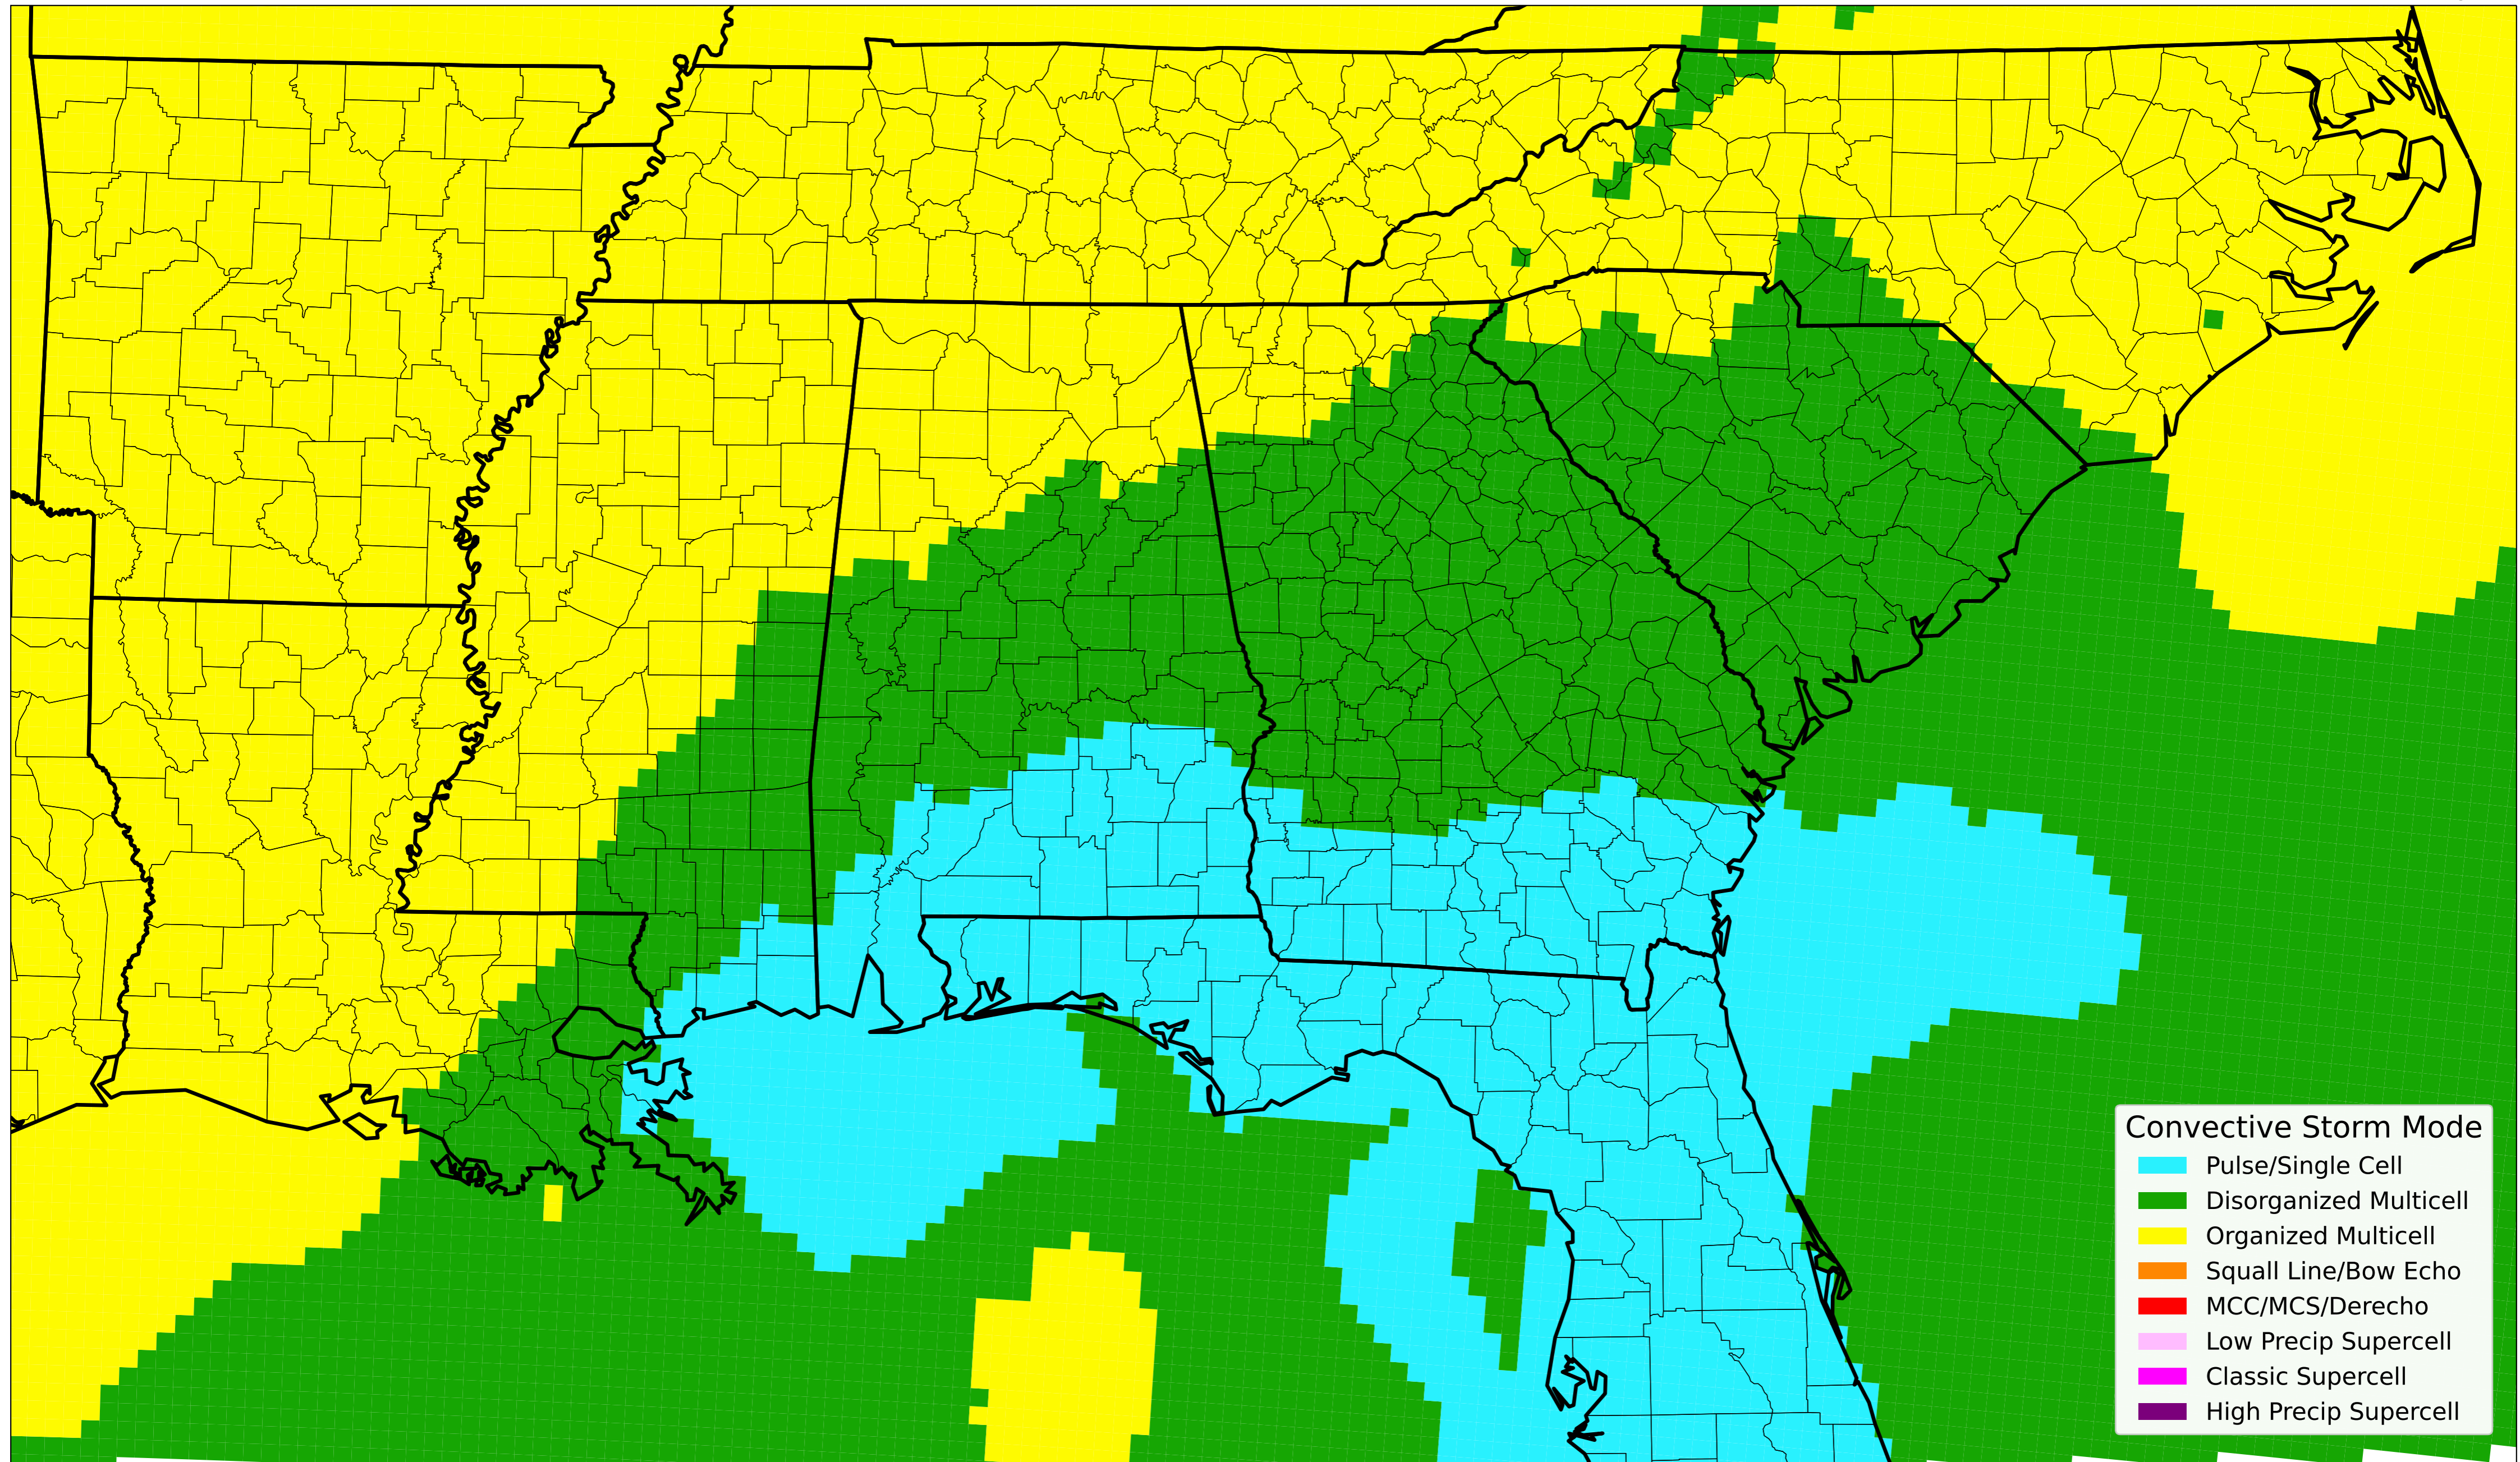 Convective Storm Mode
Pulse/Single Cell
Disorganized Multicell
Organized Multicell
Squall Line/Bow Echo
MCC/MCS/Derecho
Low Precip Supercell
Classic Supercell
High Precip Supercell